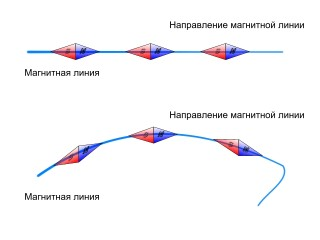 Направление магнитной линии
S N S N S N
Магнитная линия
Направление магнитной линии
S N
S N
S N
Магнитная линия